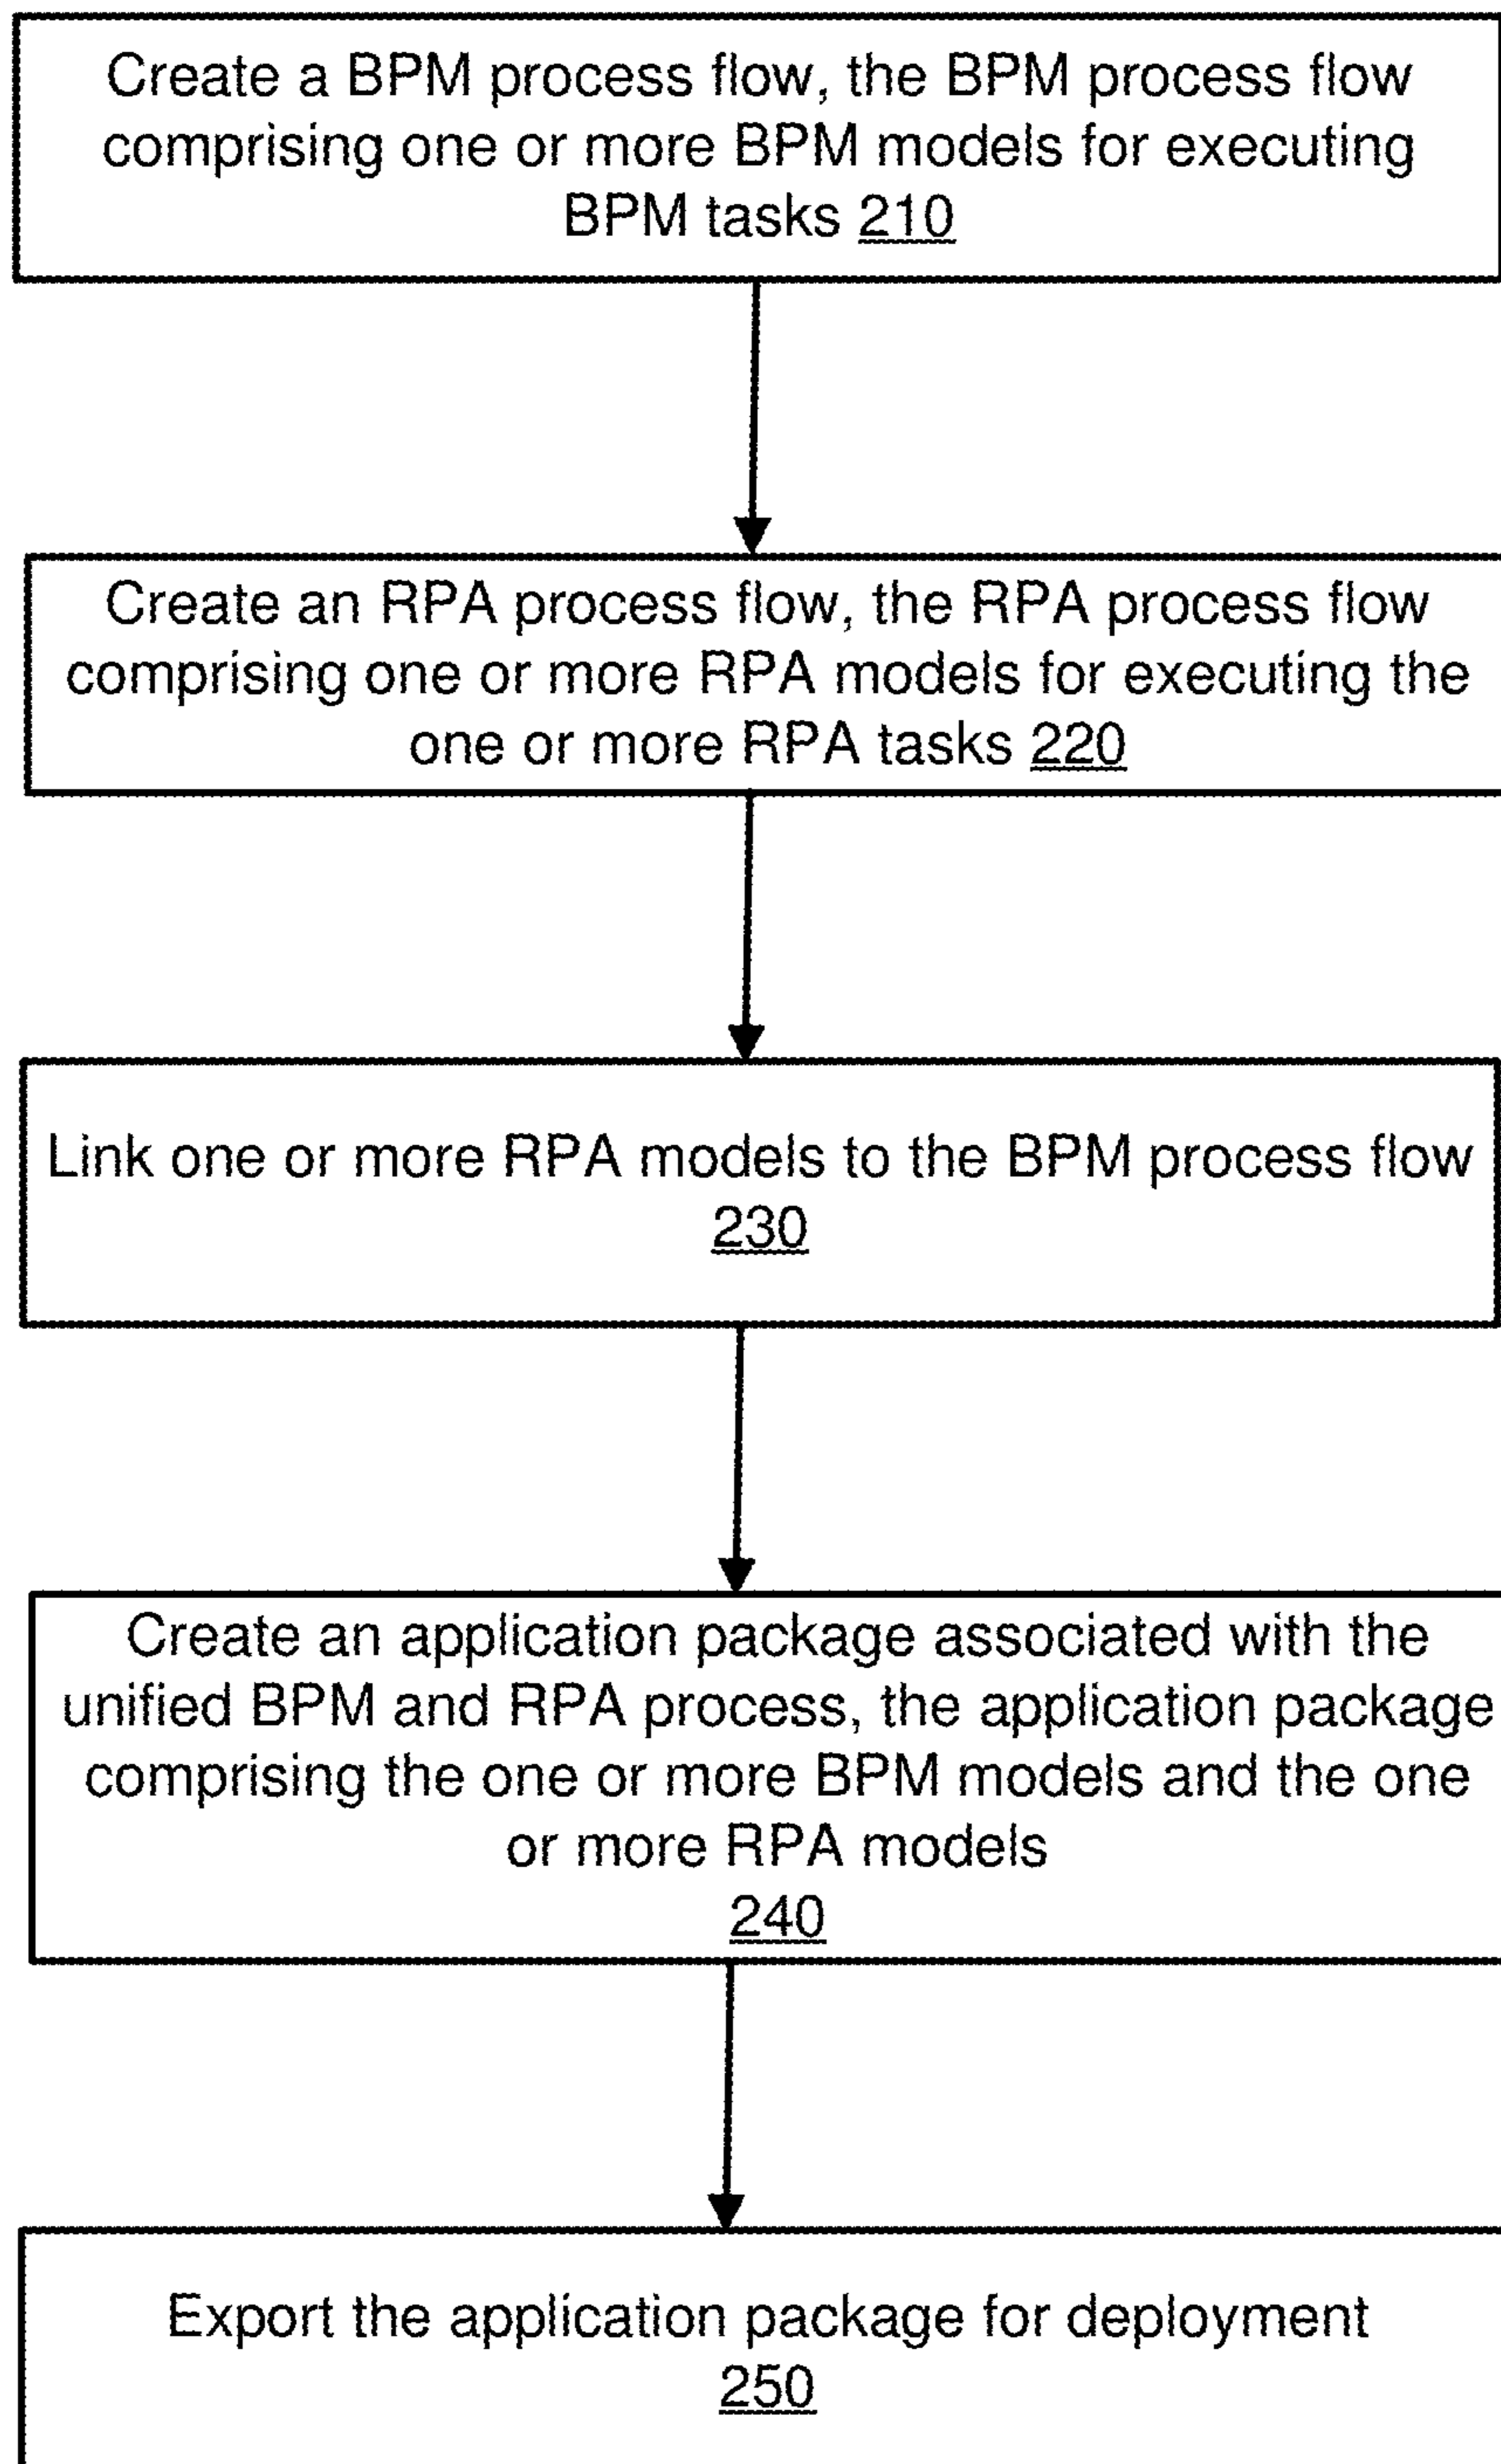 Create a BPM process flow, the BPM process flow
comprising one or more BPM models for executing
BPM tasks 210
Create an RPA process flow, the RPA process flow
comprising one or more RPA models for executing the
one or more RPA tasks 220
Link one or more RPA models to the BPM process flow
230
Create an application package associated with the
unified BPM and RPA process, the application package
comprising the one or more BPM models and the one
or more RPA models
240
Export the application package for deployment
250